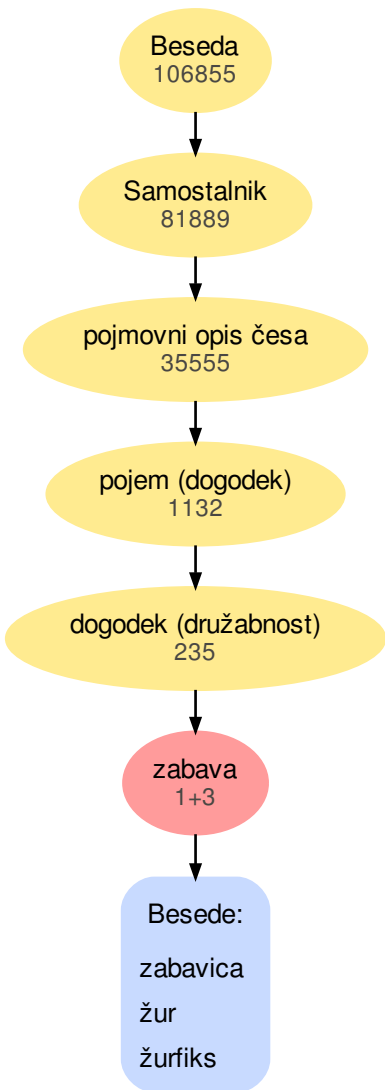 Beseda
106855
Samostalnik
81889
pojmovni opis česa
35555
pojem (dogodek)
1132
dogodek (družabnost)
235
zabava
1+3
Besede:
zabavica
žur
žurfiks